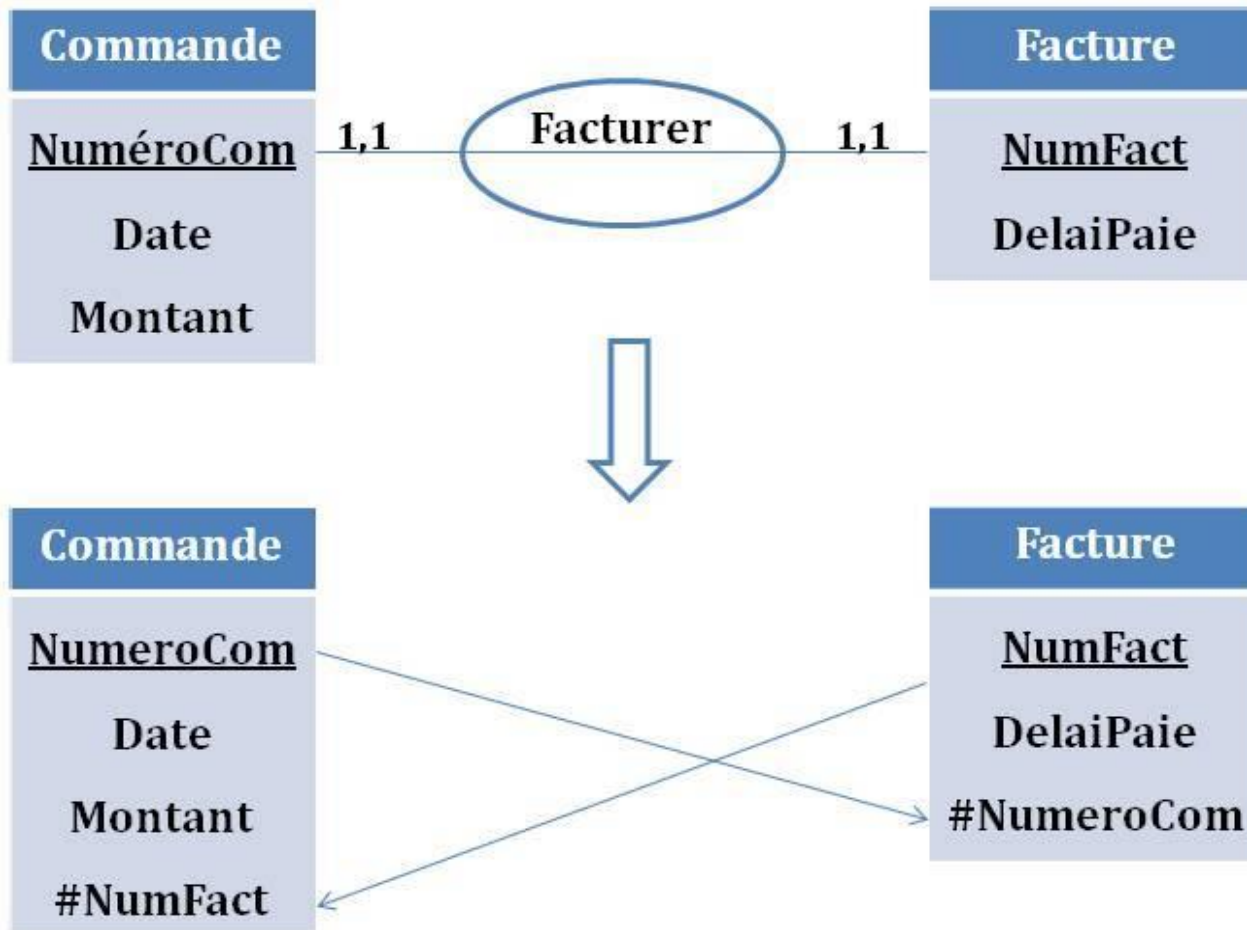 Commande
NuméroCom
Date
Montant
1,1
Facturer
1,1
Facture
NumFact
DelaiPaie
Commande
NumeroCom
Date
Montant
#NumFact
Facture
NumFact
DelaiPaie
#NumeroCom